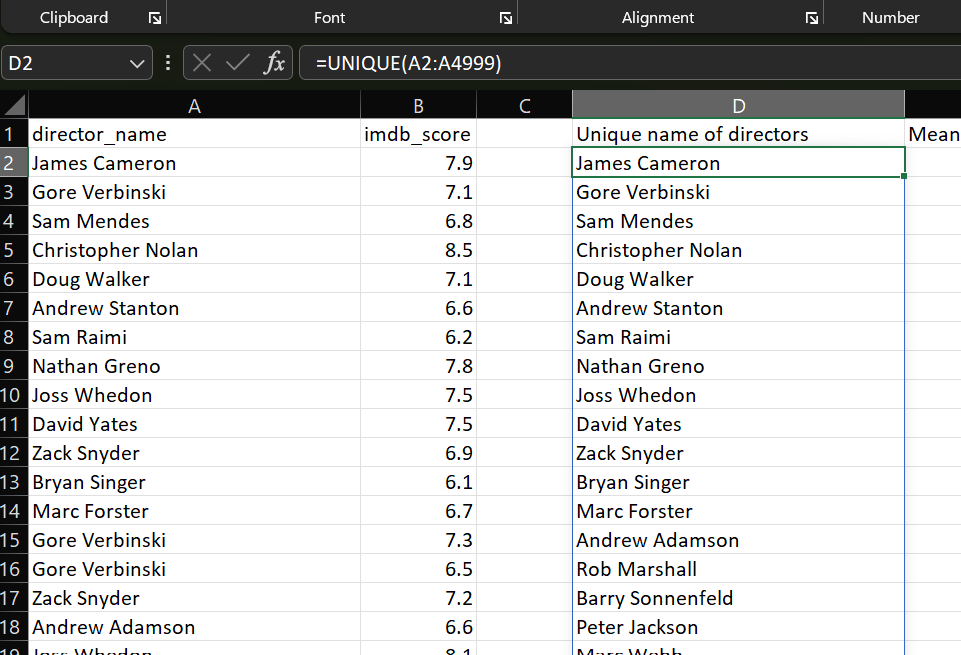 Clipboard Font Alignment Number
D2 fx =UNIQUE(A2:A4999)
A B C D
1 director_name imdb_score Unique name of directors Mean
2 James Cameron 7.9 James Cameron
3 Gore Verbinski 7.1 Gore Verbinski
4 Sam Mendes 6.8 Sam Mendes
5 Christopher Nolan 8.5 Christopher Nolan
6 Doug Walker 7.1 Doug Walker
7 Andrew Stanton 6.6 Andrew Stanton
8 Sam Raimi 6.2 Sam Raimi
9 Nathan Greno 7.8 Nathan Greno
10 Joss Whedon 7.5 Joss Whedon
11 David Yates 7.5 David Yates
12 Zack Snyder 6.9 Zack Snyder
13 Bryan Singer 6.1 Bryan Singer
14 Marc Forster 6.7 Marc Forster
15 Gore Verbinski 7.3 Andrew Adamson
16 Gore Verbinski 6.5 Rob Marshall
17 Zack Snyder 7.2 Barry Sonnenfeld
18 Andrew Adamson 6.6 Peter Jackson
19 Joss Whedon 8.1 Marc Webb